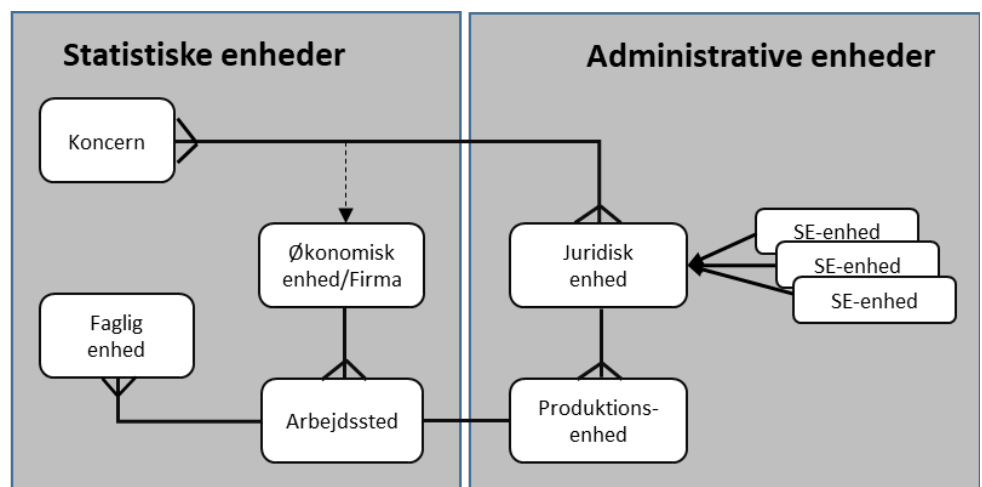 Statistiske enheder
Administrative enheder
Koncern
Økonomisk
enhed/Firma
Juridisk
enhed
SE-enhed
SE-enhed
SE-enhed
Faglig
enhed
Arbejdssted
Produktions-
enhed